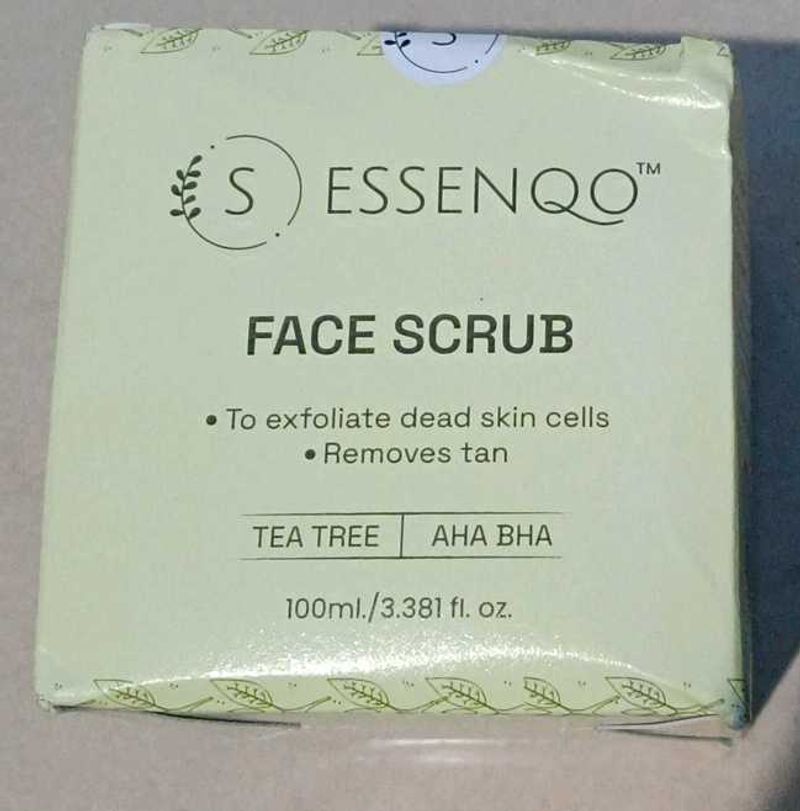 S ESSENQO™
FACE SCRUB
• To exfoliate dead skin cells
• Removes tan
TEA TREE | AHA BHA
100ml./3.381 fl. oz.